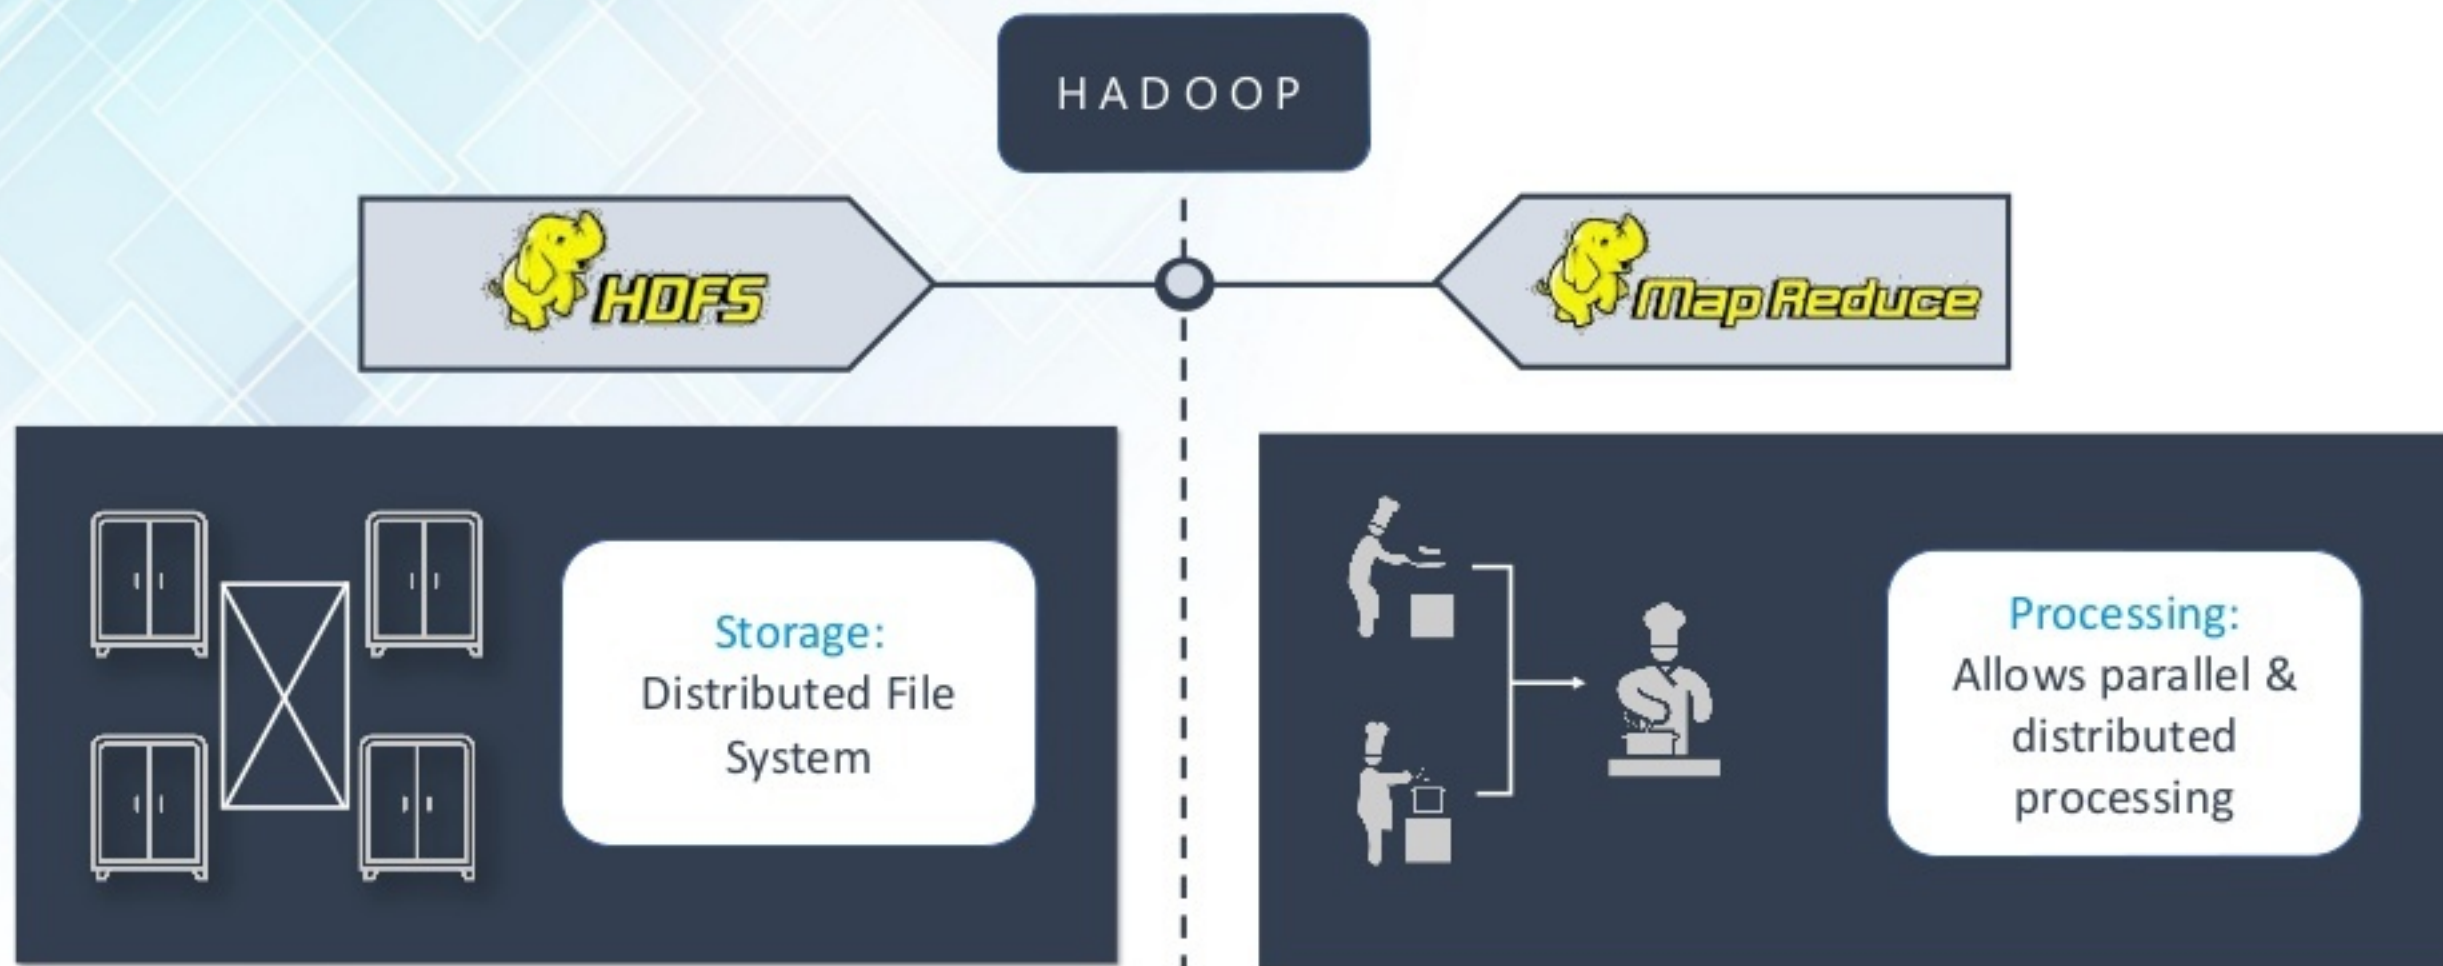 HADOOP
HDFS
Map Reduce
Storage:
Distributed File
System
Processing:
Allows parallel &
distributed
processing